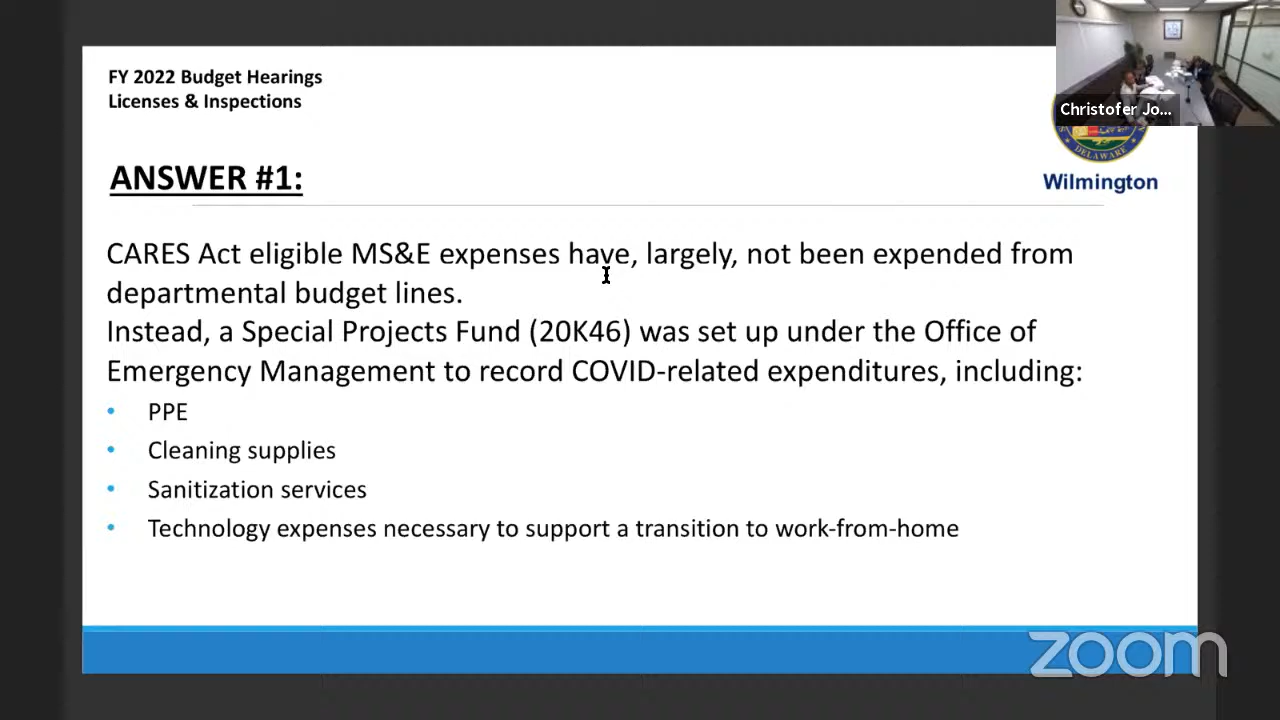 FY 2022 Budget Hearings
Licenses & Inspections
Christofer Jo...
DELAWARE
Wilmington
ANSWER #1:
CARES Act eligible MS&E expenses have, largely, not been expended from
departmental budget lines.
Instead, a Special Projects Fund (20K46) was set up under the Office of
Emergency Management to record COVID-related expenditures, including:
• PPE
• Cleaning supplies
• Sanitization services
• Technology expenses necessary to support a transition to work-from-home
zoom